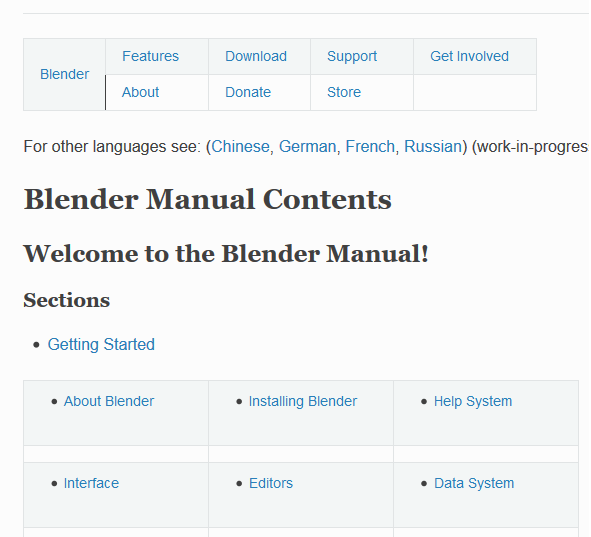 Blender Features Download Support Get Involved
About Donate Store
For other languages see: (Chinese, German, French, Russian) (work-in-progres
Blender Manual Contents
Welcome to the Blender Manual!
Sections
• Getting Started
• About Blender • Installing Blender • Help System
• Interface • Editors • Data System